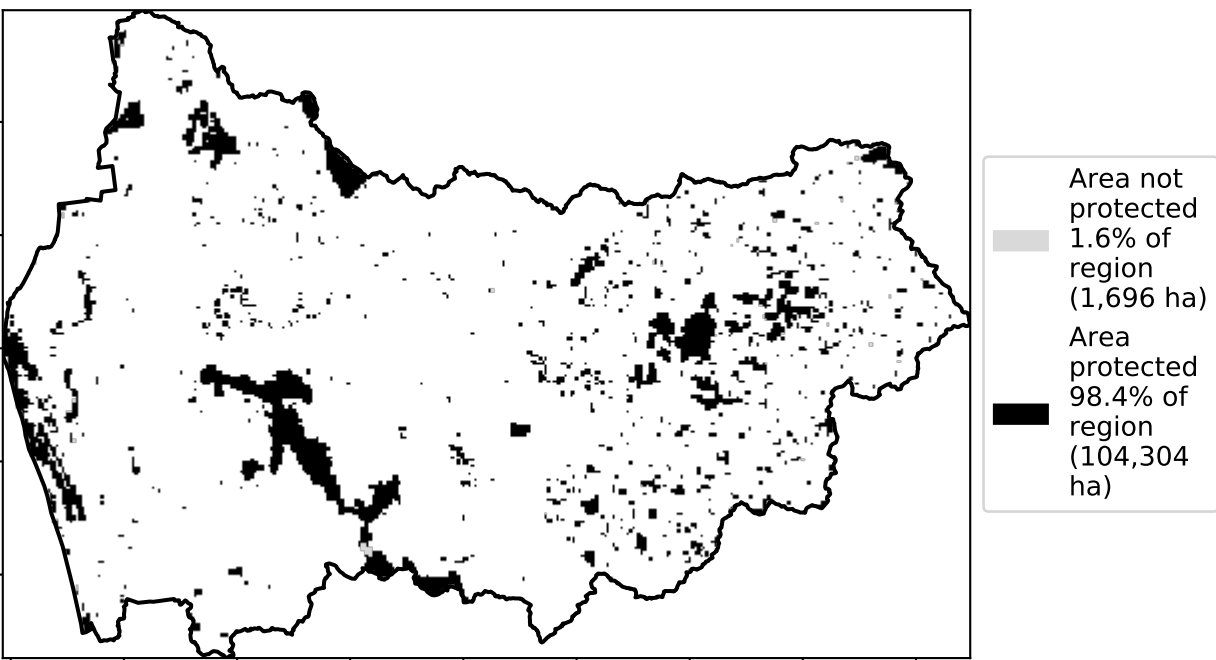 Area not
protected
1.6% of
region
(1,696 ha)
Area
protected
98.4% of
region
(104,304
ha)